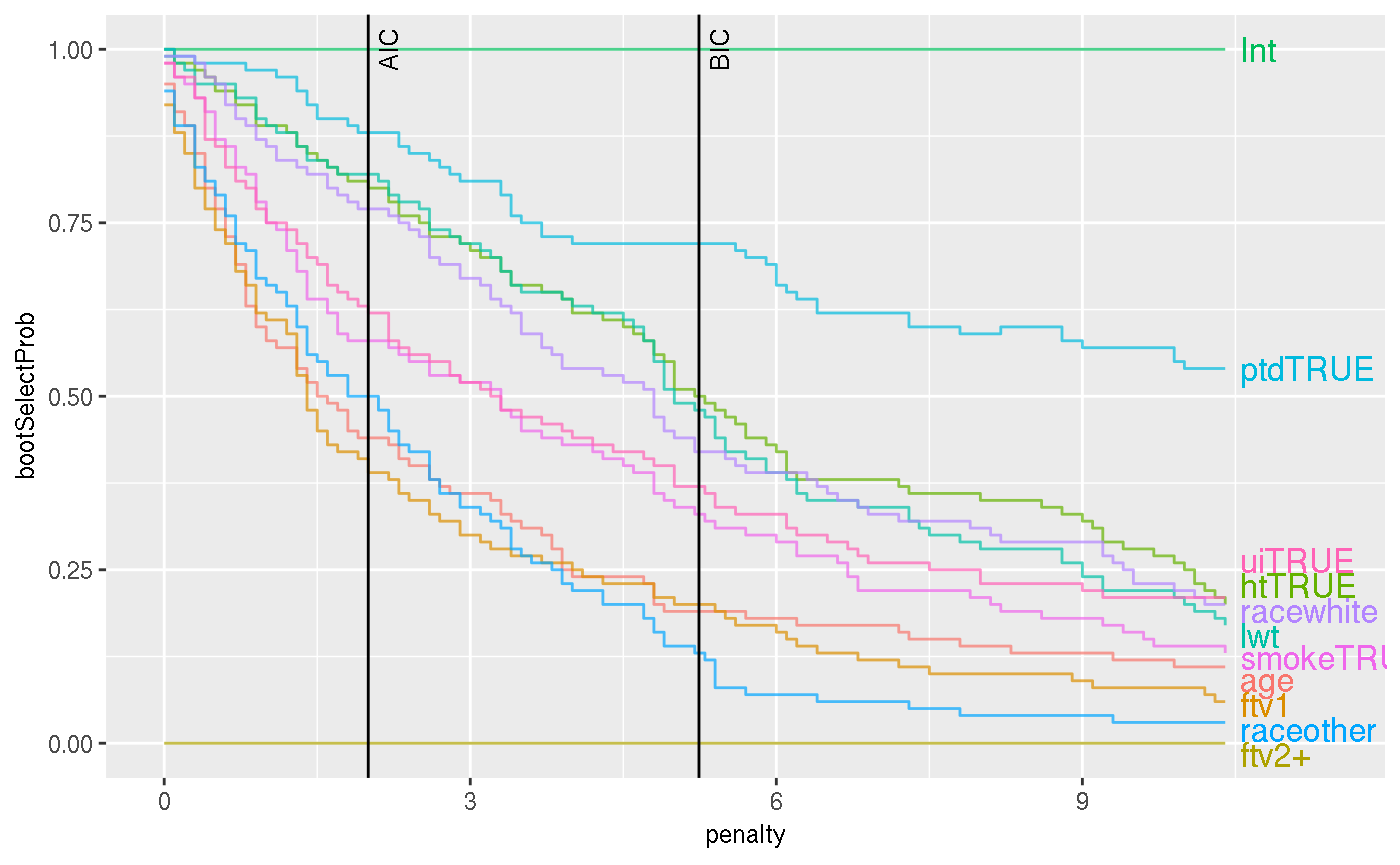 AIC
BIC
1.00
0.75
0.50
0.25
0.00
bootSelectProb
0
3
6
9
penalty
Int
ptdTRUE
uiTRUE
htTRUE
racewhite
lwt
smokeTRU
age
ftv1
raceother
ftv2+